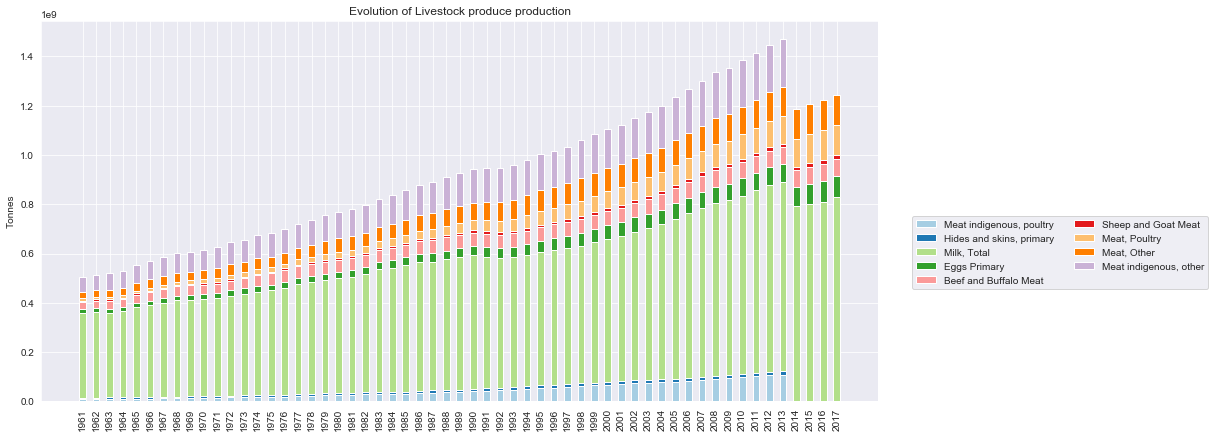 Evolution of Livestock produce production
1e9
Tonnes
1.4
1.2
1.0
0.8
0.6
0.4
0.2
0.0
1961 1962 1963 1964 1965 1966 1967 1968 1969 1970 1971 1972 1973 1974 1975 1976 1977 1978 1979 1980 1981 1982 1983 1984 1985 1986 1987 1988 1989 1990 1991 1992 1993 1994 1995 1996 1997 1998 1999 2000 2001 2002 2003 2004 2005 2006 2007 2008 2009 2010 2011 2012 2013 2014 2015 2016 2017
Meat indigenous, poultry
Hides and skins, primary
Milk, Total
Eggs Primary
Beef and Buffalo Meat
Sheep and Goat Meat
Meat, Poultry
Meat, Other
Meat indigenous, other